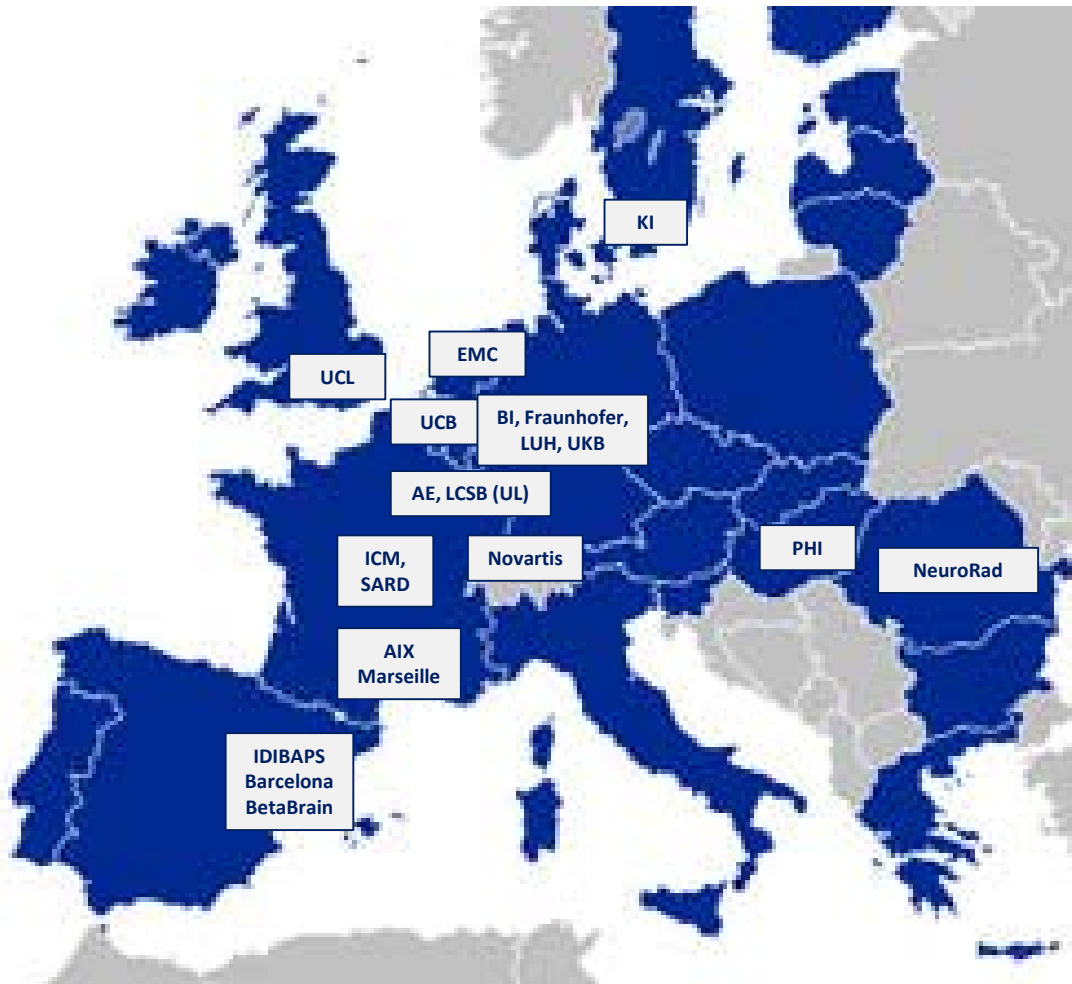 KI
EMC
UCL
UCB
BI, Fraunhofer,
LUH, UKB
AE, LCSB (UL)
ICM,
SARD
Novartis
PHI
NeuroRad
AIX
Marseille
IDIBAPS
Barcelona
BetaBrain